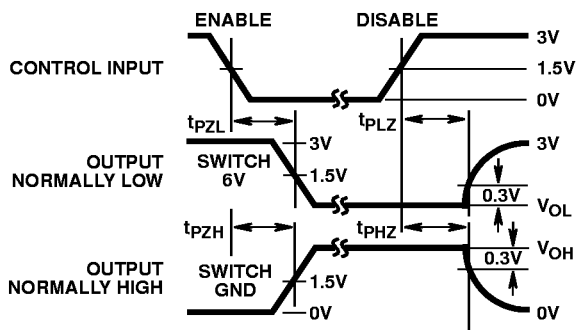 ENABLE
DISABLE
CONTROL INPUT
3V
1.5V
0V
tPZL
tPLZ
OUTPUT
NORMALLY LOW
SWITCH
6V
3V
1.5V
3V
0.3V
VOL
tPZH
tPHZ
OUTPUT
NORMALLY HIGH
SWITCH
GND
1.5V
0V
VOH
0.3V
0V